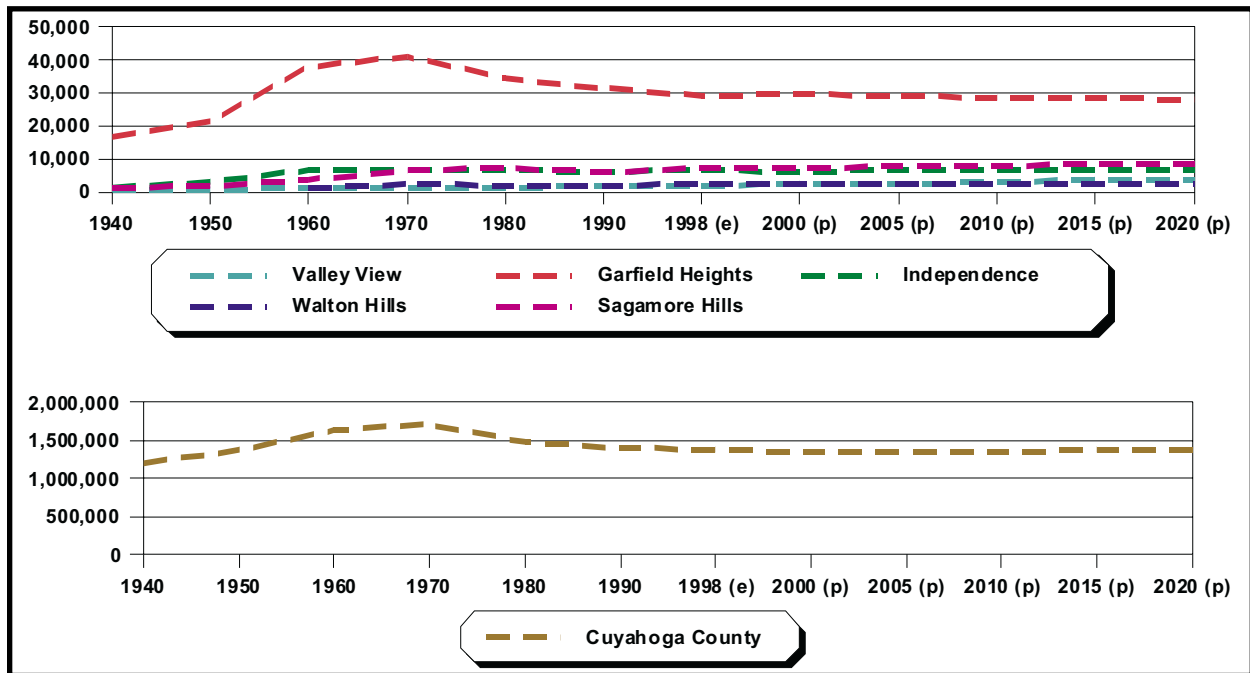 50,000
40,000
30,000
20,000
10,000
0
1940 1950 1960 1970 1980 1990 1998 (e) 2000 (p) 2005 (p) 2010 (p) 2015 (p) 2020 (p)
Valley View Garfield Heights Independence
Walton Hills Sagamore Hills
2,000,000
1,500,000
1,000,000
500,000
0
1940 1950 1960 1970 1980 1990 1998 (e) 2000 (p) 2005 (p) 2010 (p) 2015 (p) 2020 (p)
Cuyahoga County